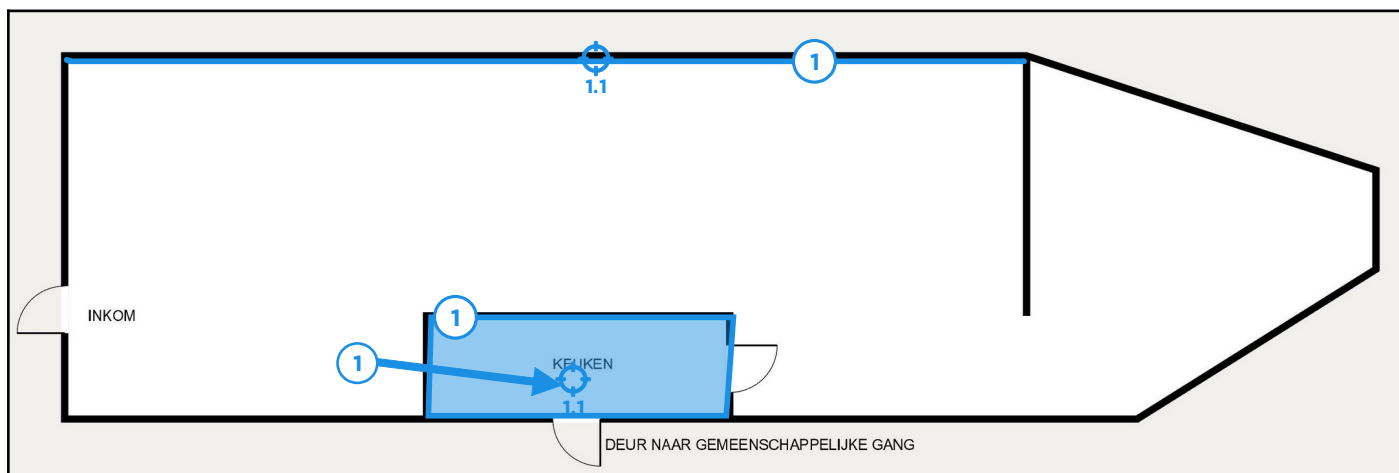 1
1.1
INKOM
1
1
KEUKEN
1.1
DEUR NAAR GEMEENSCHAPPELIJKE GANG